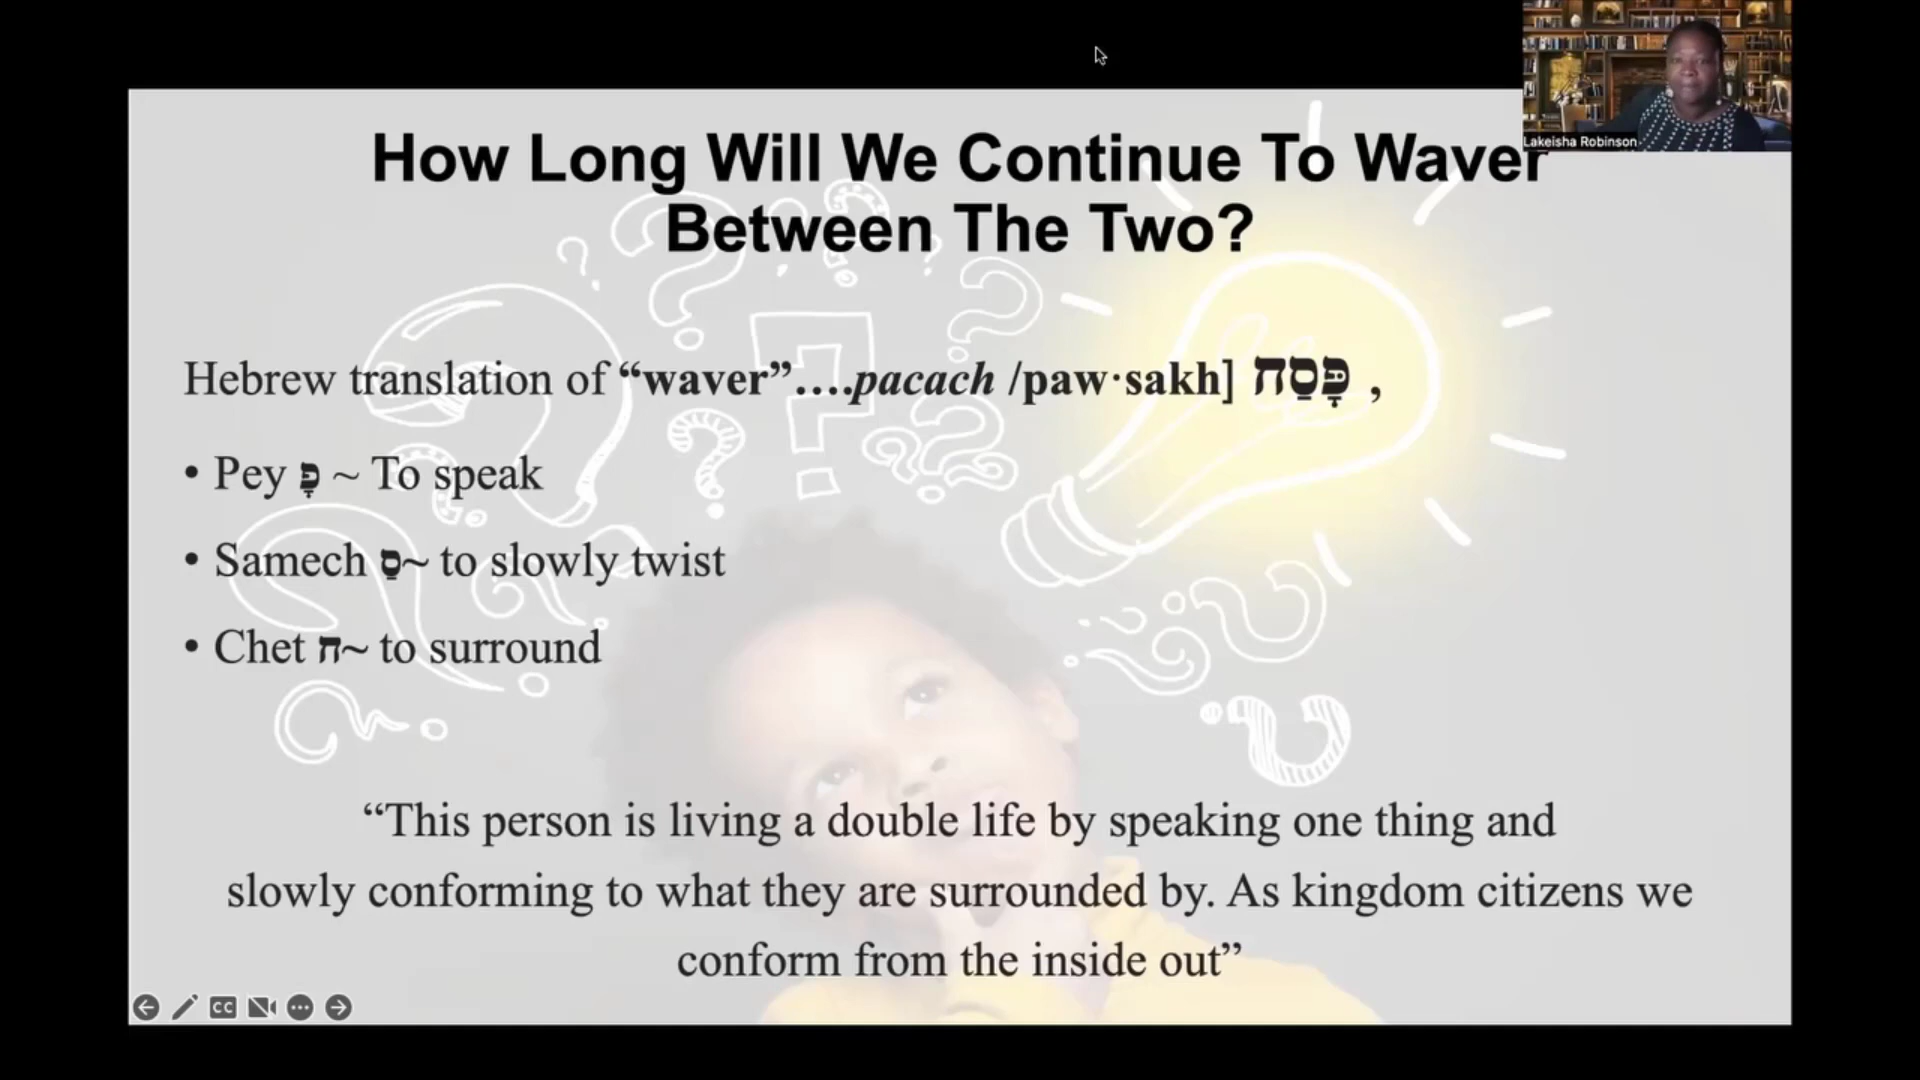 Lakeisha Robinson
How Long Will We Continue To Waver
Between The Two?
Hebrew translation of “waver”….pacach /paw·sakh] פָּסַח ,
• Pey פָּ ~ To speak
• Samech סַ~ to slowly twist
• Chet ח~ to surround
“This person is living a double life by speaking one thing and
slowly conforming to what they are surrounded by. As kingdom citizens we
conform from the inside out”
CC